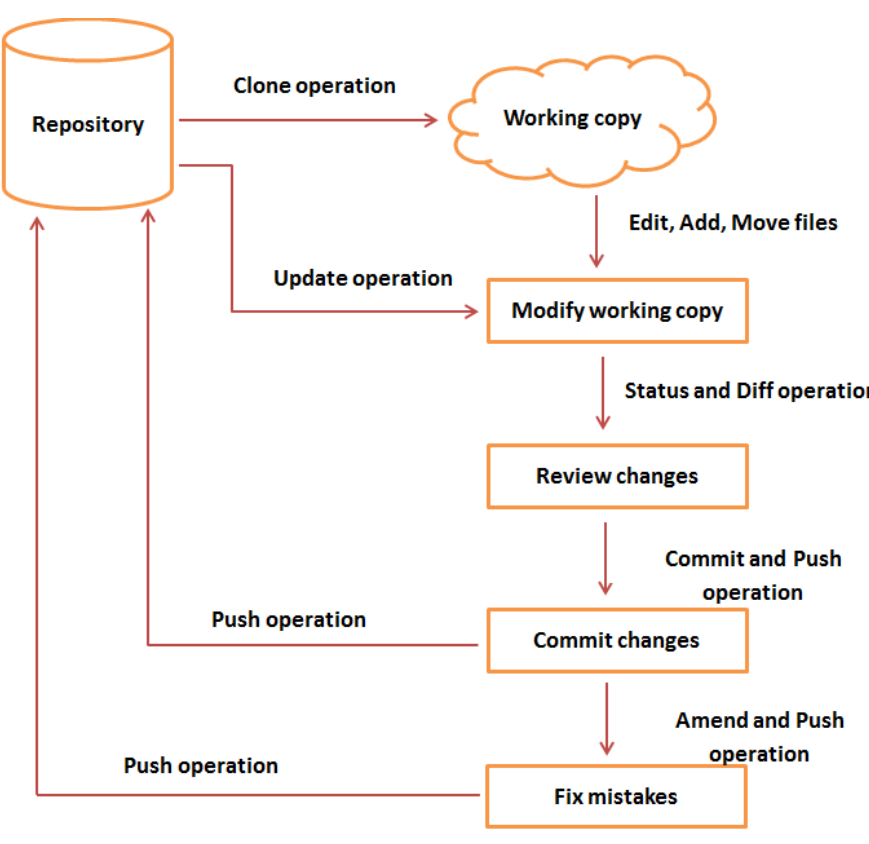 Clone operation
Repository
Working copy
Edit, Add, Move files
Update operation
Modify working copy
Status and Diff operation
Review changes
Commit and Push
operation
Push operation
Commit changes
Amend and Push
operation
Push operation
Fix mistakes